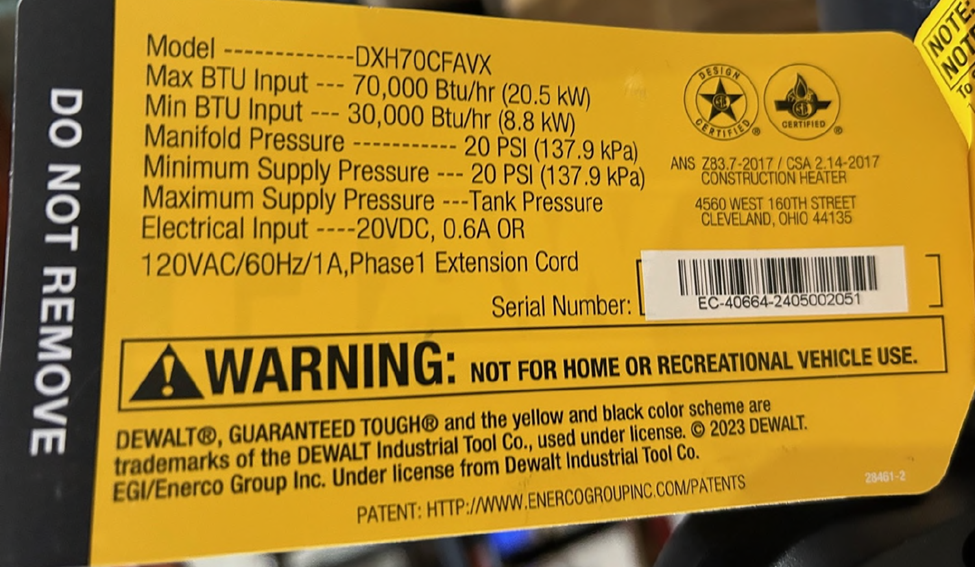 DO NOT REMOVE
Model -------------DXH70CFAVX
Max BTU Input --- 70,000 Btu/hr (20.5 kW)
Min BTU Input --- 30,000 Btu/hr (8.8 kW)
Manifold Pressure ----------- 20 PSI (137.9 kPa)
Minimum Supply Pressure --- 20 PSI (137.9 kPa)
Maximum Supply Pressure ---Tank Pressure
Electrical Input ----20VDC, 0.6A OR
120VAC/60Hz/1A,Phase1 Extension Cord
DESIGN
CERTIFIED
®
CERTIFIED
®
ANS Z83.7-2017 / CSA 2.14-2017
CONSTRUCTION HEATER
4560 WEST 160TH STREET
CLEVELAND, OHIO 44135
Serial Number:
EC-40664-2405002051
WARNING: NOT FOR HOME OR RECREATIONAL VEHICLE USE.
DEWALT®, GUARANTEED TOUGH® and the yellow and black color scheme are
trademarks of the DEWALT Industrial Tool Co., used under license. © 2023 DEWALT.
EGI/Enerco Group Inc. Under license from Dewalt Industrial Tool Co.
PATENT: HTTP://WWW.ENERCOGROUPINC.COM/PATENTS
28461-2
NOTE:
NOTI
To